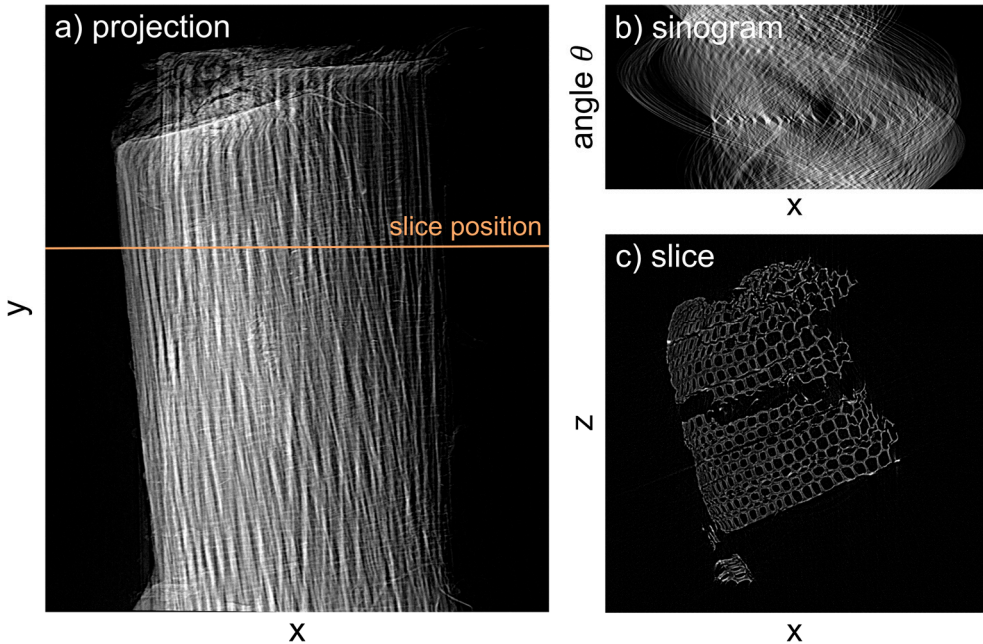 a) projection
slice position
y
x
b) sinogram
angle θ
x
c) slice
z
x